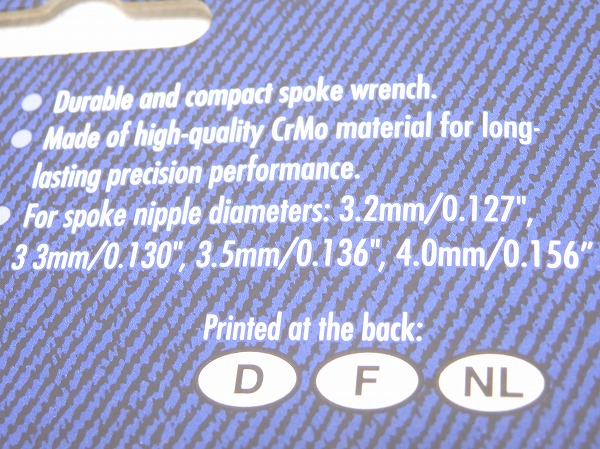 Durable and compact spoke wrench.
Made of high-quality CrMo material for long-
lasting precision performance.
For spoke nipple diameters: 3.2mm/0.127",
3 3mm/0.130", 3.5mm/0.136", 4.0mm/0.156”
Printed at the back:
D F NL